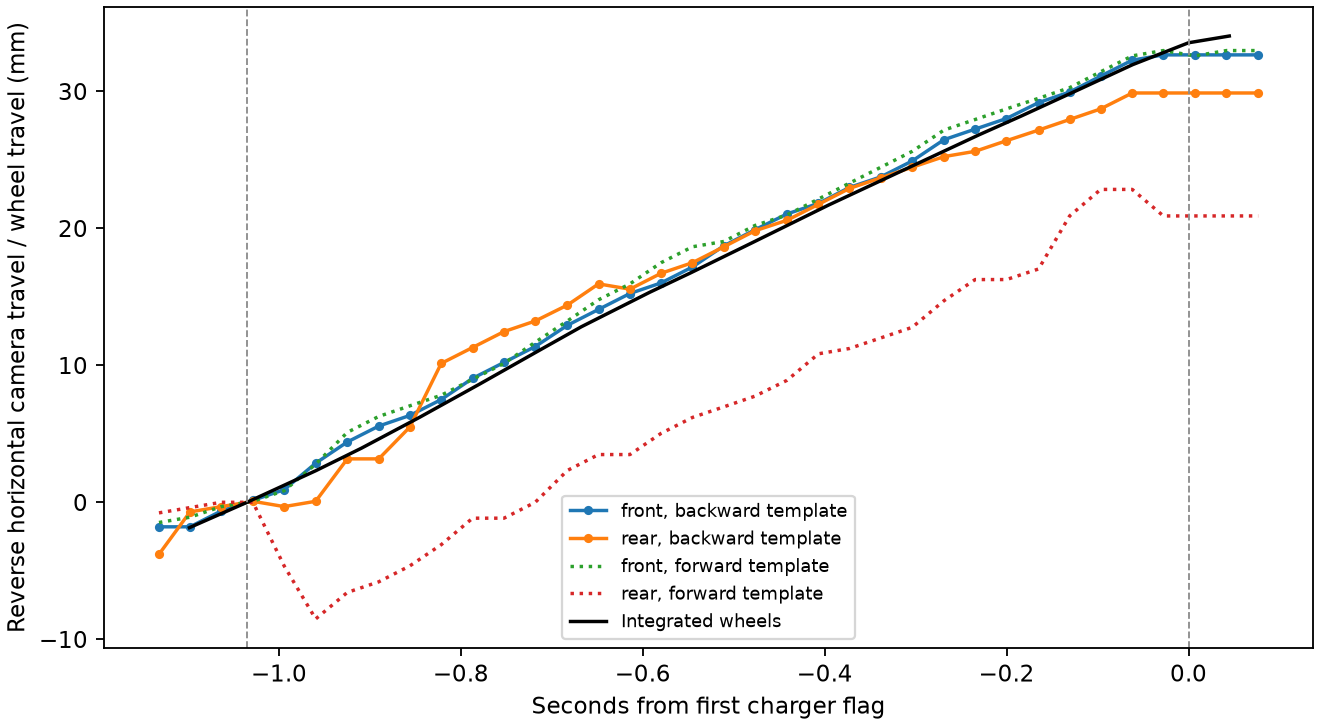 Reverse horizontal camera travel / wheel travel (mm)
30
20
10
0
−10
−1.0
−0.8
−0.6
−0.4
−0.2
0.0
Seconds from first charger flag
front, backward template
rear, backward template
front, forward template
rear, forward template
Integrated wheels